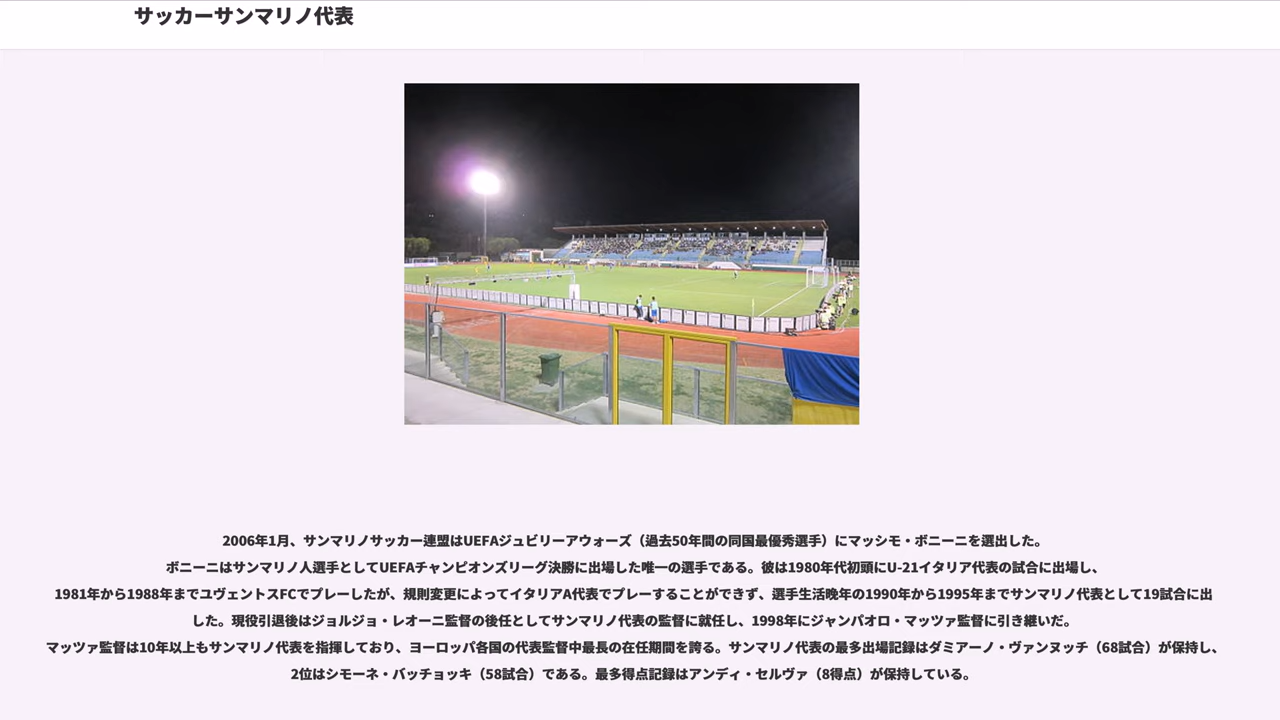 サッカーサンマリノ代表
2006年1月、サンマリノサッカー連盟はUEFAジュビリーアウォーズ（過去50年間の同国最優秀選手）にマッシモ・ボニーニを選出した。
ボニーニはサンマリノ人選手としてUEFAチャンピオンズリーグ決勝に出場した唯一の選手である。彼は1980年代初頭にU-21イタリア代表の試合に出場し、
1981年から1988年までユヴェントスFCでプレーしたが、規則変更によってイタリアA代表でプレーすることができず、選手生活晩年の1990年から1995年までサンマリノ代表として19試合に出
した。現役引退後はジョルジョ・レオーニ監督の後任としてサンマリノ代表の監督に就任し、1998年にジャンパオロ・マッツァ監督に引き継いだ。
マッツァ監督は10年以上もサンマリノ代表を指揮しており、ヨーロッパ各国の代表監督中最長の在任期間を誇る。サンマリノ代表の最多出場記録はダミアーノ・ヴァンヌッチ（68試合）が保持し、
2位はシモーネ・バッチョッキ（58試合）である。最多得点記録はアンディ・セルヴァ（8得点）が保持している。